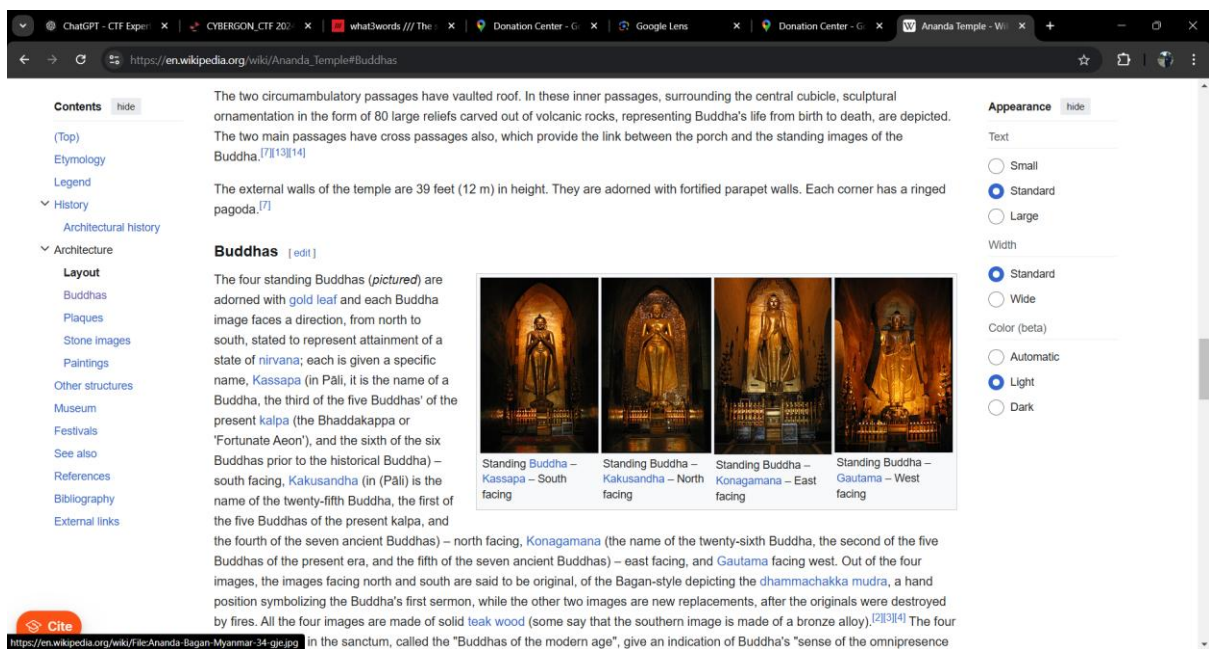 ChatGPT - CTF Exper
CYBERGON_CTF 202
what3words /// The
Donation Center - G
Google Lens
Donation Center - G
Ananda Temple - Wi
https://en.wikipedia.org/wiki/Ananda_Temple#Buddhas
Contents hide
(Top)
Etymology
Legend
History
Architectural history
Architecture
Layout
Buddhas
Plaques
Stone images
Paintings
Other structures
Museum
Festivals
See also
References
Bibliography
External links
The two circumambulatory passages have vaulted roof. In these inner passages, surrounding the central cubicle, sculptural
ornamentation in the form of 80 large reliefs carved out of volcanic rocks, representing Buddha's life from birth to death, are depicted.
The two main passages have cross passages also, which provide the link between the porch and the standing images of the
Buddha.[7][13][14]
The external walls of the temple are 39 feet (12 m) in height. They are adorned with fortified parapet walls. Each corner has a ringed
pagoda.[7]
Buddhas [ edit ]
The four standing Buddhas (pictured) are
adorned with gold leaf and each Buddha
image faces a direction, from north to
south, stated to represent attainment of a
state of nirvana; each is given a specific
name, Kassapa (in Pāli, it is the name of a
Buddha, the third of the five Buddhas' of the
present kalpa (the Bhaddakappa or
'Fortunate Aeon'), and the sixth of the six
Buddhas prior to the historical Buddha) –
south facing, Kakusandha (in (Pāli) is the
name of the twenty-fifth Buddha, the first of
the five Buddhas of the present kalpa, and
the fourth of the seven ancient Buddhas) – north facing, Konagamana (the name of the twenty-sixth Buddha, the second of the five
Buddhas of the present era, and the fifth of the seven ancient Buddhas) – east facing, and Gautama facing west. Out of the four
images, the images facing north and south are said to be original, of the Bagan-style depicting the dhammachakka mudra, a hand
position symbolizing the Buddha's first sermon, while the other two images are new replacements, after the originals were destroyed
by fires. All the four images are made of solid teak wood (some say that the southern image is made of a bronze alloy).[2][3][4] The four
in the sanctum, called the "Buddhas of the modern age", give an indication of Buddha's "sense of the omnipresence
Standing Buddha –
Kassapa – South
facing
Standing Buddha –
Kakusandha – North
facing
Standing Buddha –
Konagamana – East
facing
Standing Buddha –
Gautama – West
facing
Appearance hide
Text
Small
Standard
Large
Width
Standard
Wide
Color (beta)
Automatic
Light
Dark
Cite
https://en.wikipedia.org/wiki/File:Ananda-Bagan-Myanmar-34-gje.jpg